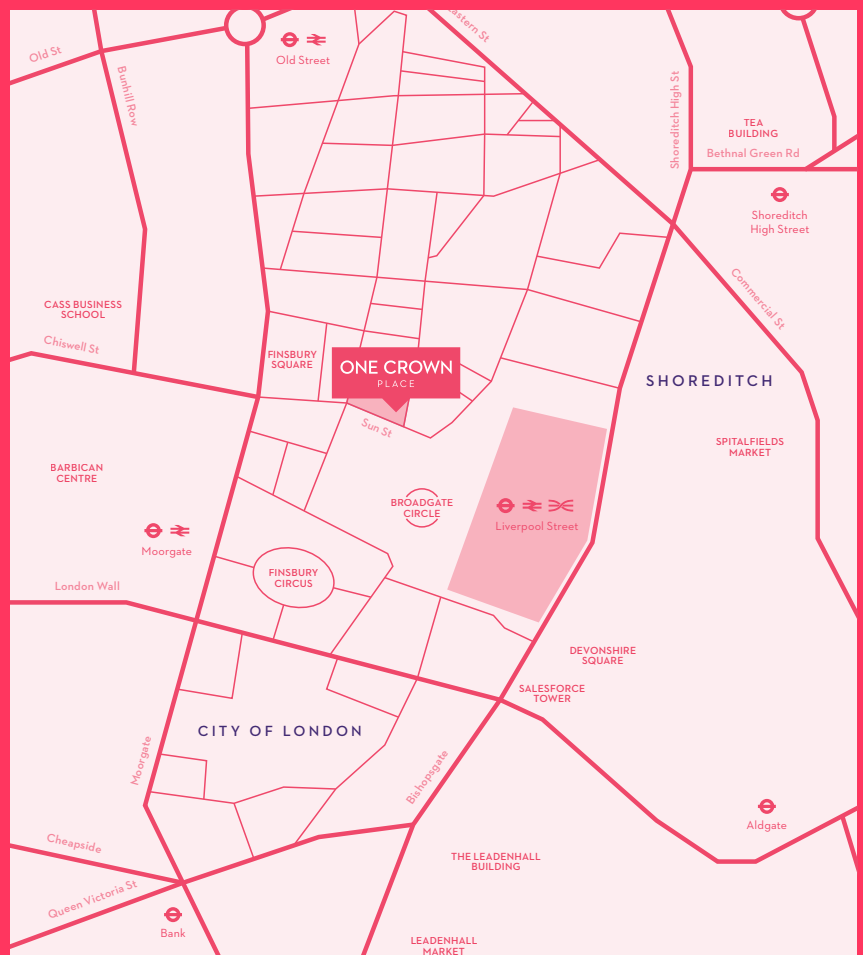 Eastern St
Old St
Old Street
Bunhill Row
Shoreditch High St
TEA
BUILDING
Bethnal Green Rd
Shoreditch
High Street
Commercial St
CASS BUSINESS
SCHOOL
Chiswell St
FINSBURY
SQUARE
ONE CROWN
PLACE
SHOREDITCH
Sun St
SPITALFIELDS
MARKET
BARBICAN
CENTRE
BROADGATE
CIRCLE
Liverpool Street
Moorgate
FINSBURY
CIRCUS
London Wall
DEVONSHIRE
SQUARE
SALESFORCE
TOWER
CITY OF LONDON
Moorgate
Bishopsgate
Aldgate
Cheapside
THE LEADENHALL
BUILDING
Queen Victoria St
Bank
LEADENHALL
MARKET